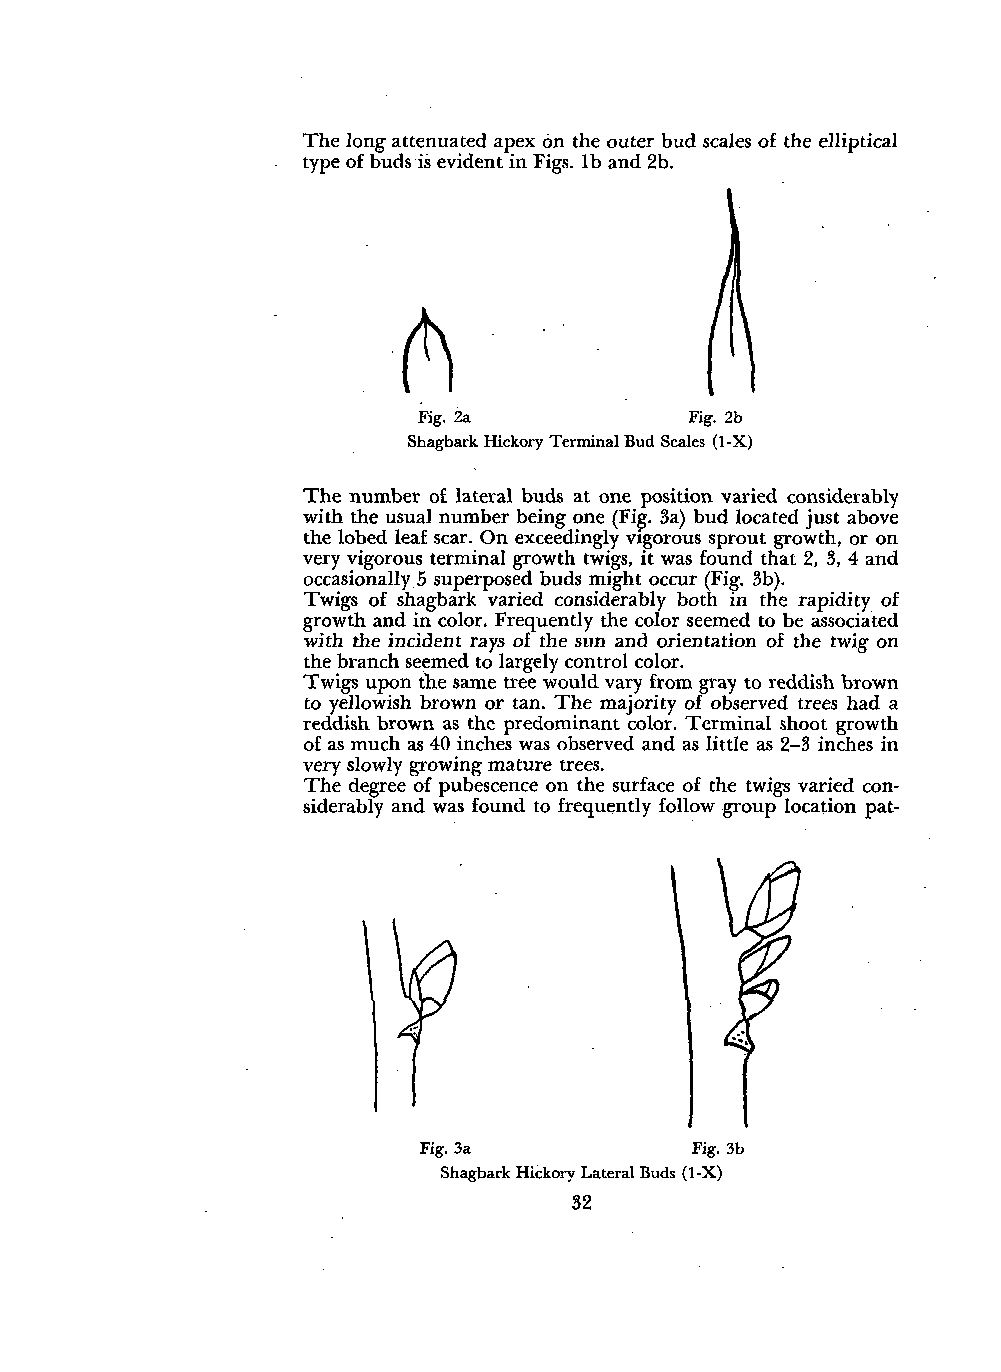 The long attenuated apex on the outer bud scales of the elliptical
type of buds is evident in Figs. 1b and 2b.
Fig. 2a Fig. 2b
Shagbark Hickory Terminal Bud Scales (1-X)
The number of lateral buds at one position varied considerably
with the usual number being one (Fig. 3a) bud located just above
the lobed leaf scar. On exceedingly vigorous sprout growth, or on
very vigorous terminal growth twigs, it was found that 2, 3, 4 and
occasionally 5 superposed buds might occur (Fig. 3b).
Twigs of shagbark varied considerably both in the rapidity of
growth and in color. Frequently the color seemed to be associated
with the incident rays of the sun and orientation of the twig on
the branch seemed to largely control color.
Twigs upon the same tree would vary from gray to reddish brown
to yellowish brown or tan. The majority of observed trees had a
reddish brown as the predominant color. Terminal shoot growth
of as much as 40 inches was observed and as little as 2–3 inches in
very slowly growing mature trees.
The degree of pubescence on the surface of the twigs varied con-
siderably and was found to frequently follow group location pat-
Fig. 3a Fig. 3b
Shagbark Hickory Lateral Buds (1-X)
32